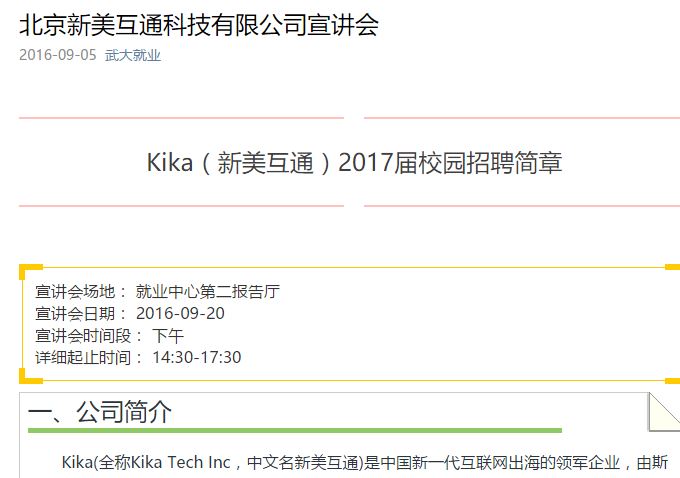 北京新美互通科技有限公司宣讲会
2016-09-05 武大就业
Kika（新美互通）2017届校园招聘简章
宣讲会场地： 就业中心第二报告厅
宣讲会日期： 2016-09-20
宣讲会时间段： 下午
详细起止时间： 14:30-17:30
一、公司简介
Kika(全称Kika Tech Inc，中文名新美互通)是中国新一代互联网出海的领军企业，由斯